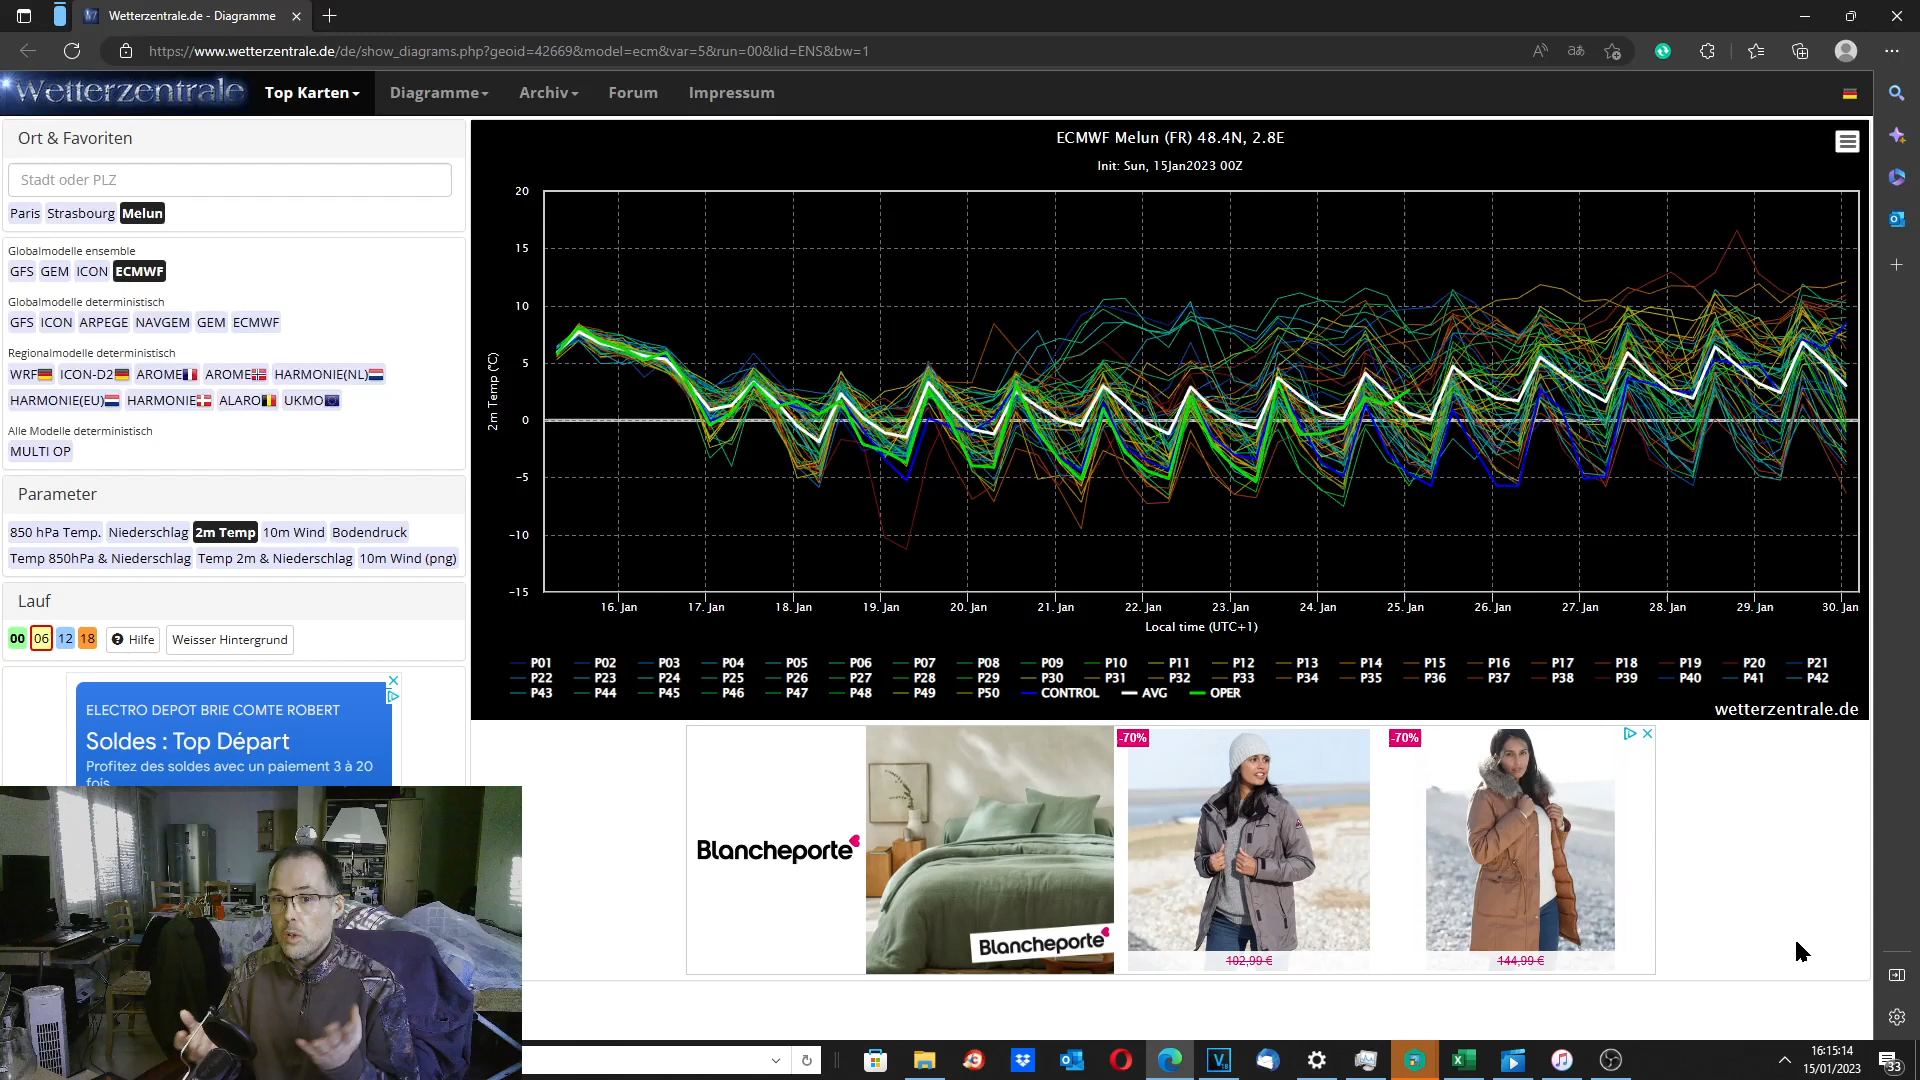 Wetterzentrale.de - Diagramme
https://www.wetterzentrale.de/de/show_diagrams.php?geoid=42669&model=ecm&var=5&run=00&lid=ENS&bw=1
Wetterzentrale Top Karten Diagramme Archiv Forum Impressum
Ort & Favoriten
Stadt oder PLZ
Paris Strasbourg Melun
Globalmodelle ensemble
GFS GEM ICON ECMWF
Globalmodelle deterministisch
GFS ICON ARPEGE NAVGEM GEM ECMWF
Regionalmodelle deterministisch
WRF ICON-D2 AROME AROME HARMONIE(NL)
HARMONIE(EU) HARMONIE ALARO UKMO
Alle Modelle deterministisch
MULTI OP
Parameter
850 hPa Temp. Niederschlag 2m Temp 10m Wind Bodendruck
Temp 850hPa & Niederschlag Temp 2m & Niederschlag 10m Wind (png)
Lauf
00 06 12 18 Hilfe Weisser Hintergrund
ELECTRO DEPOT BRIE COMTE ROBERT
Soldes : Top Départ
Profitez des soldes avec un paiement 3 à 20
fois
ECMWF Melun (FR) 48.4N, 2.8E
Init: Sun, 15Jan2023 00Z
2m Temp (°C)
20
15
10
5
0
-5
-10
-15
16. Jan 17. Jan 18. Jan 19. Jan 20. Jan 21. Jan 22. Jan 23. Jan 24. Jan 25. Jan 26. Jan 27. Jan 28. Jan 29. Jan 30. Jan
Local time (UTC+1)
P01 P02 P03 P04 P05 P06 P07 P08 P09 P10 P11 P12 P13 P14 P15 P16 P17 P18 P19 P20 P21
P22 P23 P24 P25 P26 P27 P28 P29 P30 P31 P32 P33 P34 P35 P36 P37 P38 P39 P40 P41 P42
P43 P44 P45 P46 P47 P48 P49 P50 CONTROL AVG OPER
wetterzentrale.de
Blancheporte
Blancheporte
-70%
102,99 €
-70%
144,99 €
16:15:14
15/01/2023
33